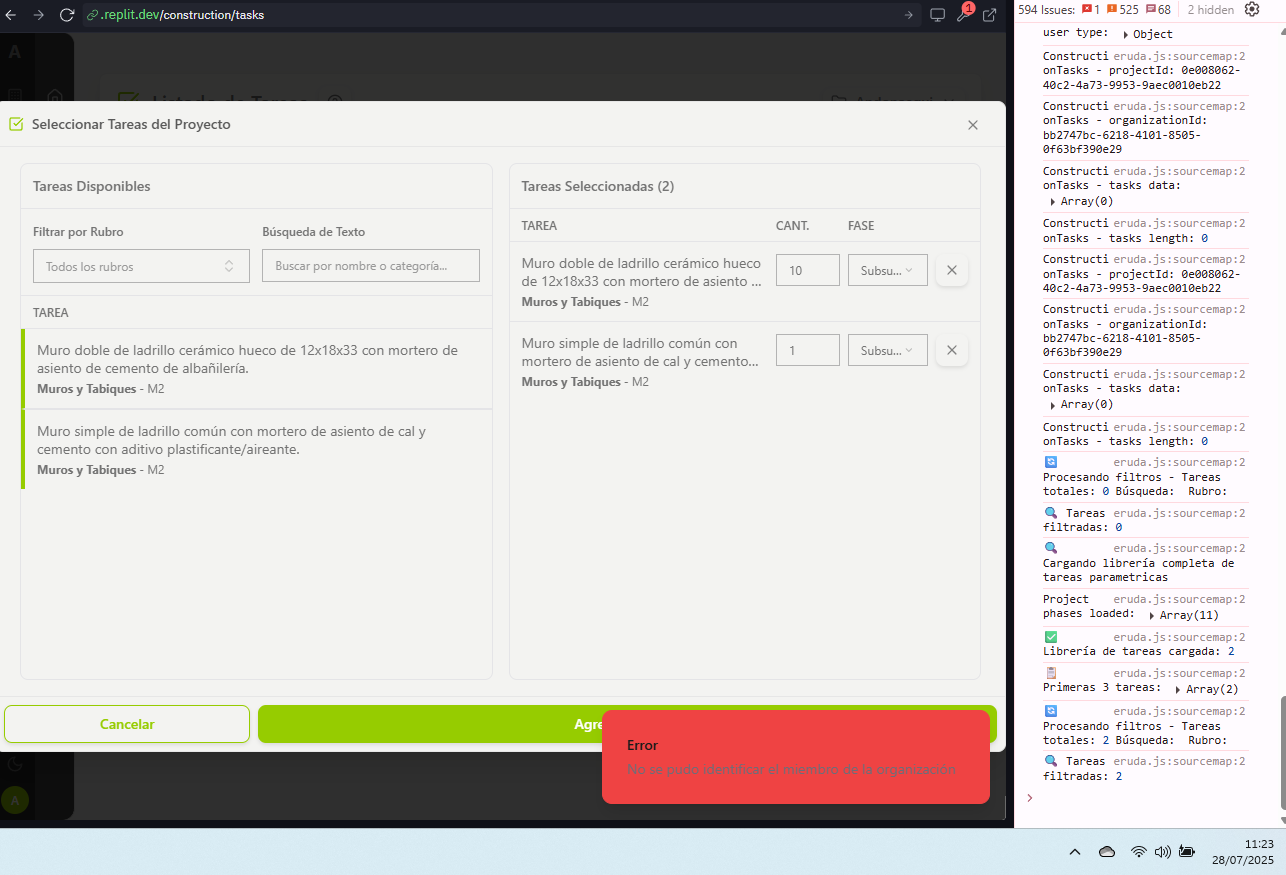 .replit.dev/construction/tasks
1
594 Issues: 1 525 68 2 hidden
A
Listado de Tareas
Seleccionar Tareas del Proyecto
Tareas Disponibles
Filtrar por Rubro
Búsqueda de Texto
Todos los rubros
Buscar por nombre o categoría...
TAREA
Muro doble de ladrillo cerámico hueco de 12x18x33 con mortero de
asiento de cemento de albañilería.
Muros y Tabiques - M2
Muro simple de ladrillo común con mortero de asiento de cal y
cemento con aditivo plastificante/aireante.
Muros y Tabiques - M2
Tareas Seleccionadas (2)
TAREA CANT. FASE
Muro doble de ladrillo cerámico hueco
de 12x18x33 con mortero de asiento ...
Muros y Tabiques - M2
10 Subsu...
Muro simple de ladrillo común con
mortero de asiento de cal y cemento...
Muros y Tabiques - M2
1 Subsu...
Cancelar
Agre
Error
No se pudo identificar el miembro de la organización
A
user type: Object
Constructi eruda.js:sourcemap:2
onTasks - projectId: 0e008062-
40c2-4a73-9953-9aec0010eb22
Constructi eruda.js:sourcemap:2
onTasks - organizationId:
bb2747bc-6218-4101-8505-
0f63bf390e29
Constructi eruda.js:sourcemap:2
onTasks - tasks data:
Array(0)
Constructi eruda.js:sourcemap:2
onTasks - tasks length: 0
Constructi eruda.js:sourcemap:2
onTasks - projectId: 0e008062-
40c2-4a73-9953-9aec0010eb22
Constructi eruda.js:sourcemap:2
onTasks - organizationId:
bb2747bc-6218-4101-8505-
0f63bf390e29
Constructi eruda.js:sourcemap:2
onTasks - tasks data:
Array(0)
Constructi eruda.js:sourcemap:2
onTasks - tasks length: 0
eruda.js:sourcemap:2
Procesando filtros - Tareas
totales: 0 Búsqueda: Rubro:
Tareas eruda.js:sourcemap:2
filtradas: 0
eruda.js:sourcemap:2
Cargando librería completa de
tareas parametricas
Project eruda.js:sourcemap:2
phases loaded: Array(11)
eruda.js:sourcemap:2
Librería de tareas cargada: 2
eruda.js:sourcemap:2
Primeras 3 tareas: Array(2)
eruda.js:sourcemap:2
Procesando filtros - Tareas
totales: 2 Búsqueda: Rubro:
Tareas eruda.js:sourcemap:2
filtradas: 2
11:23
28/07/2025